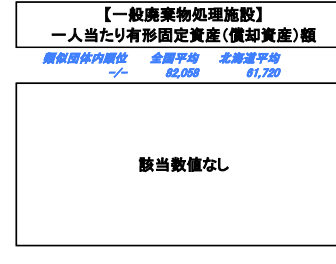 【一般廃棄物処理施設】
一人当たり有形固定資産(償却資産)額
類似団体内順位 全国平均 北海道平均
-/- 82,058 61,720
該当数値なし